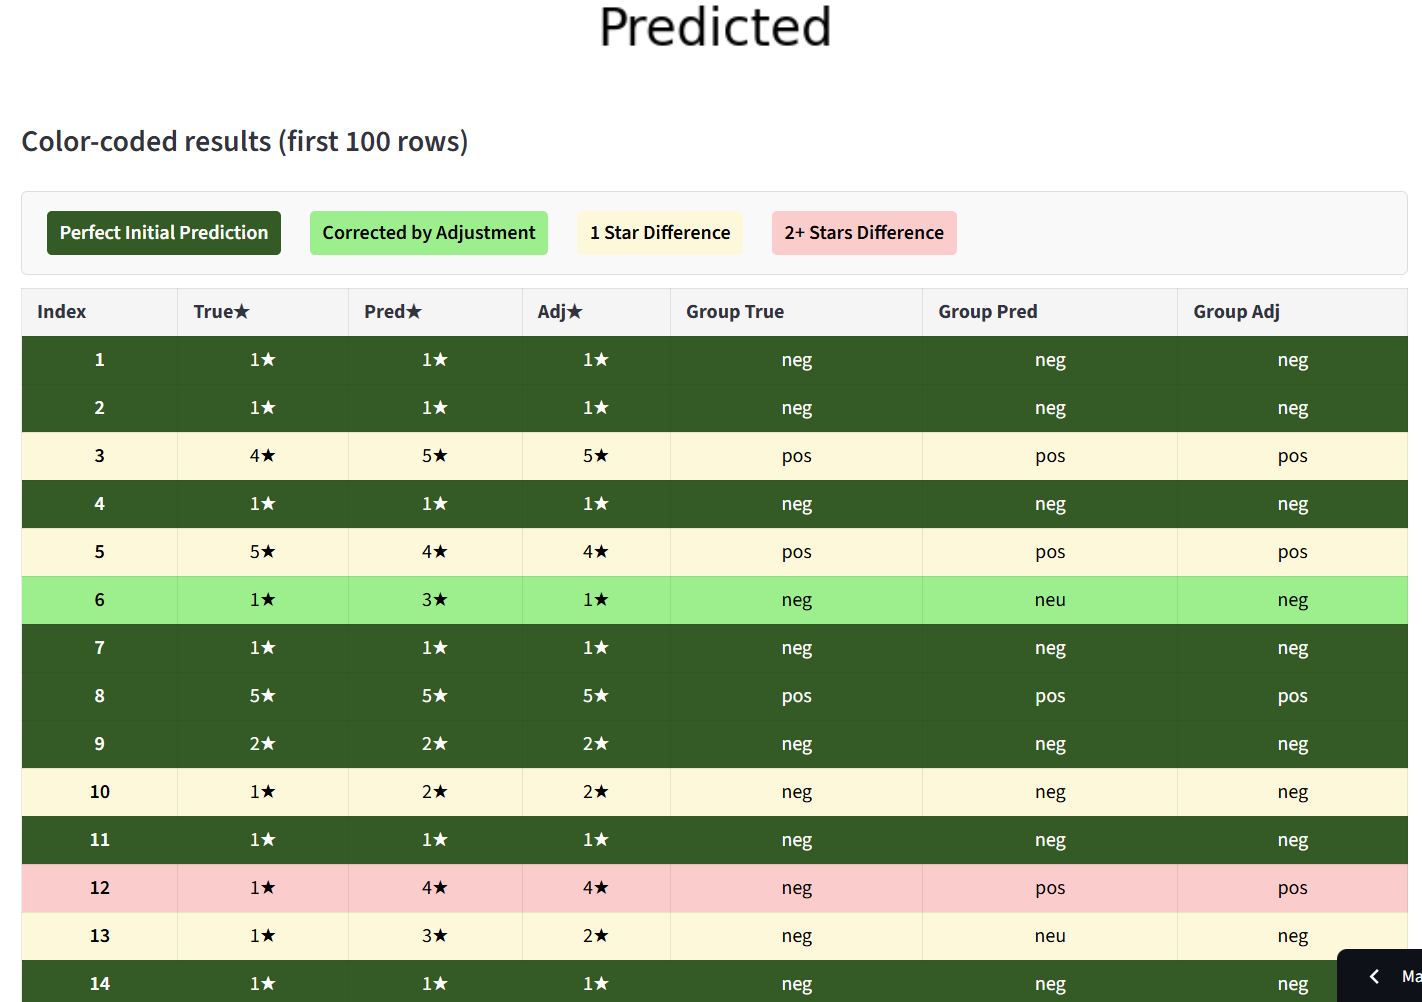 Predicted
Color-coded results (first 100 rows)
Perfect Initial Prediction Corrected by Adjustment 1 Star Difference 2+ Stars Difference
Index True★ Pred★ Adj★ Group True Group Pred Group Adj
1 1★ 1★ 1★ neg neg neg
2 1★ 1★ 1★ neg neg neg
3 4★ 5★ 5★ pos pos pos
4 1★ 1★ 1★ neg neg neg
5 5★ 4★ 4★ pos pos pos
6 1★ 3★ 1★ neg neu neg
7 1★ 1★ 1★ neg neg neg
8 5★ 5★ 5★ pos pos pos
9 2★ 2★ 2★ neg neg neg
10 1★ 2★ 2★ neg neg neg
11 1★ 1★ 1★ neg neg neg
12 1★ 4★ 4★ neg pos pos
13 1★ 3★ 2★ neg neu neg
14 1★ 1★ 1★ neg neg neg